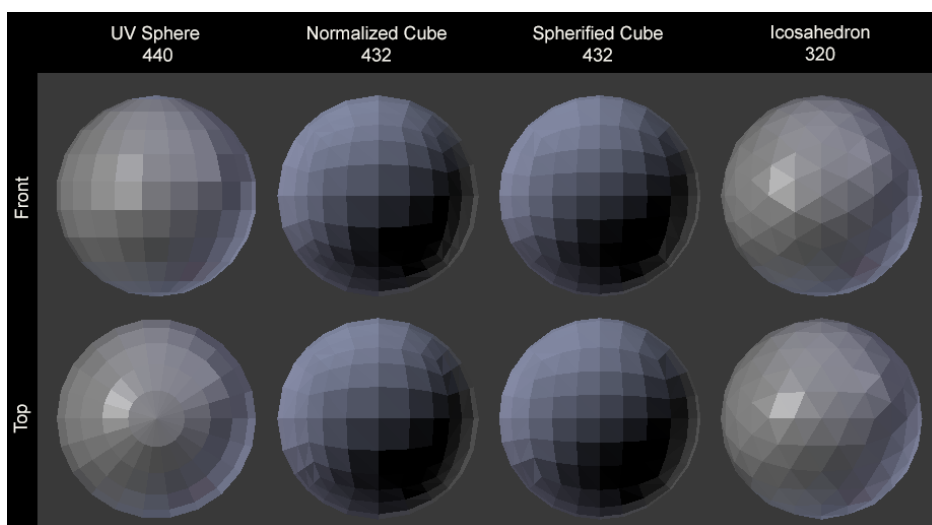 UV Sphere
440
Normalized Cube
432
Spherified Cube
432
Icosahedron
320
Front
Top